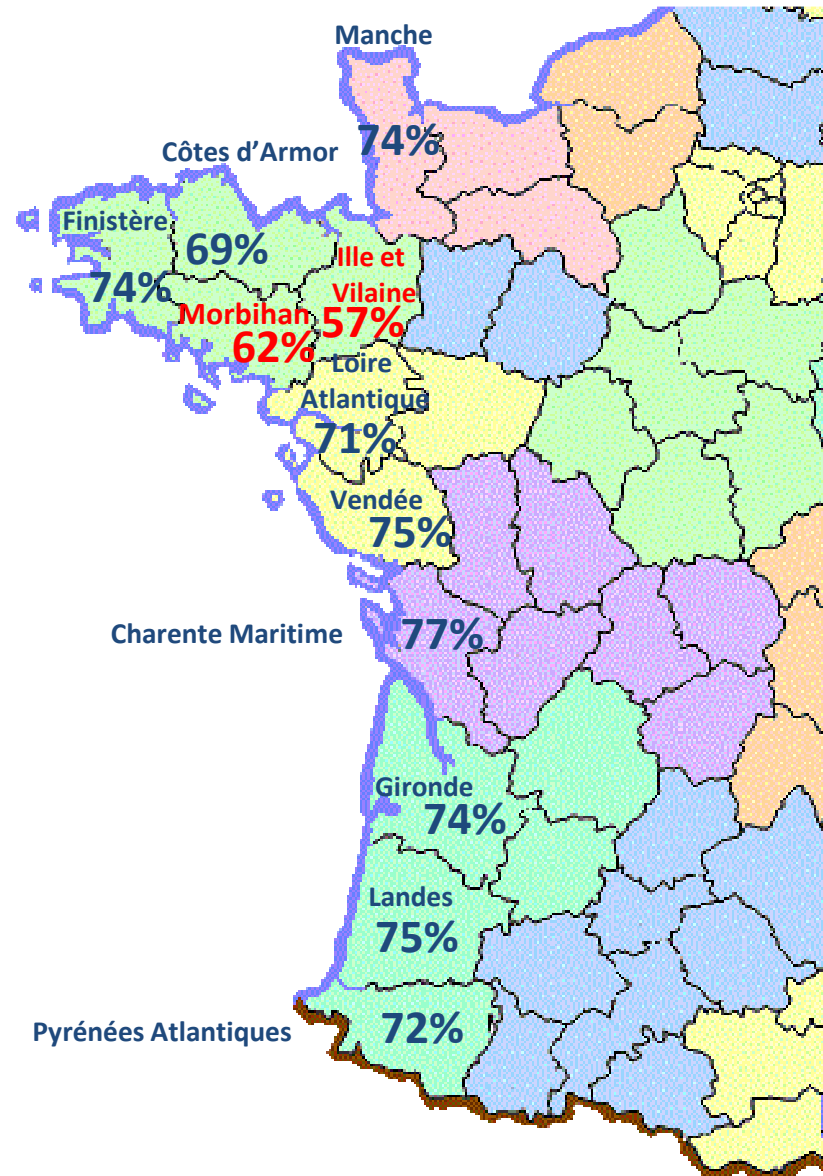 Manche
74%
Côtes d'Armor
69%
Finistère
74%
Ille et
Vilaine
57%
Morbihan
62%
Loire
Atlantique
71%
Vendée
75%
Charente Maritime
77%
Gironde
74%
Landes
75%
Pyrénées Atlantiques
72%